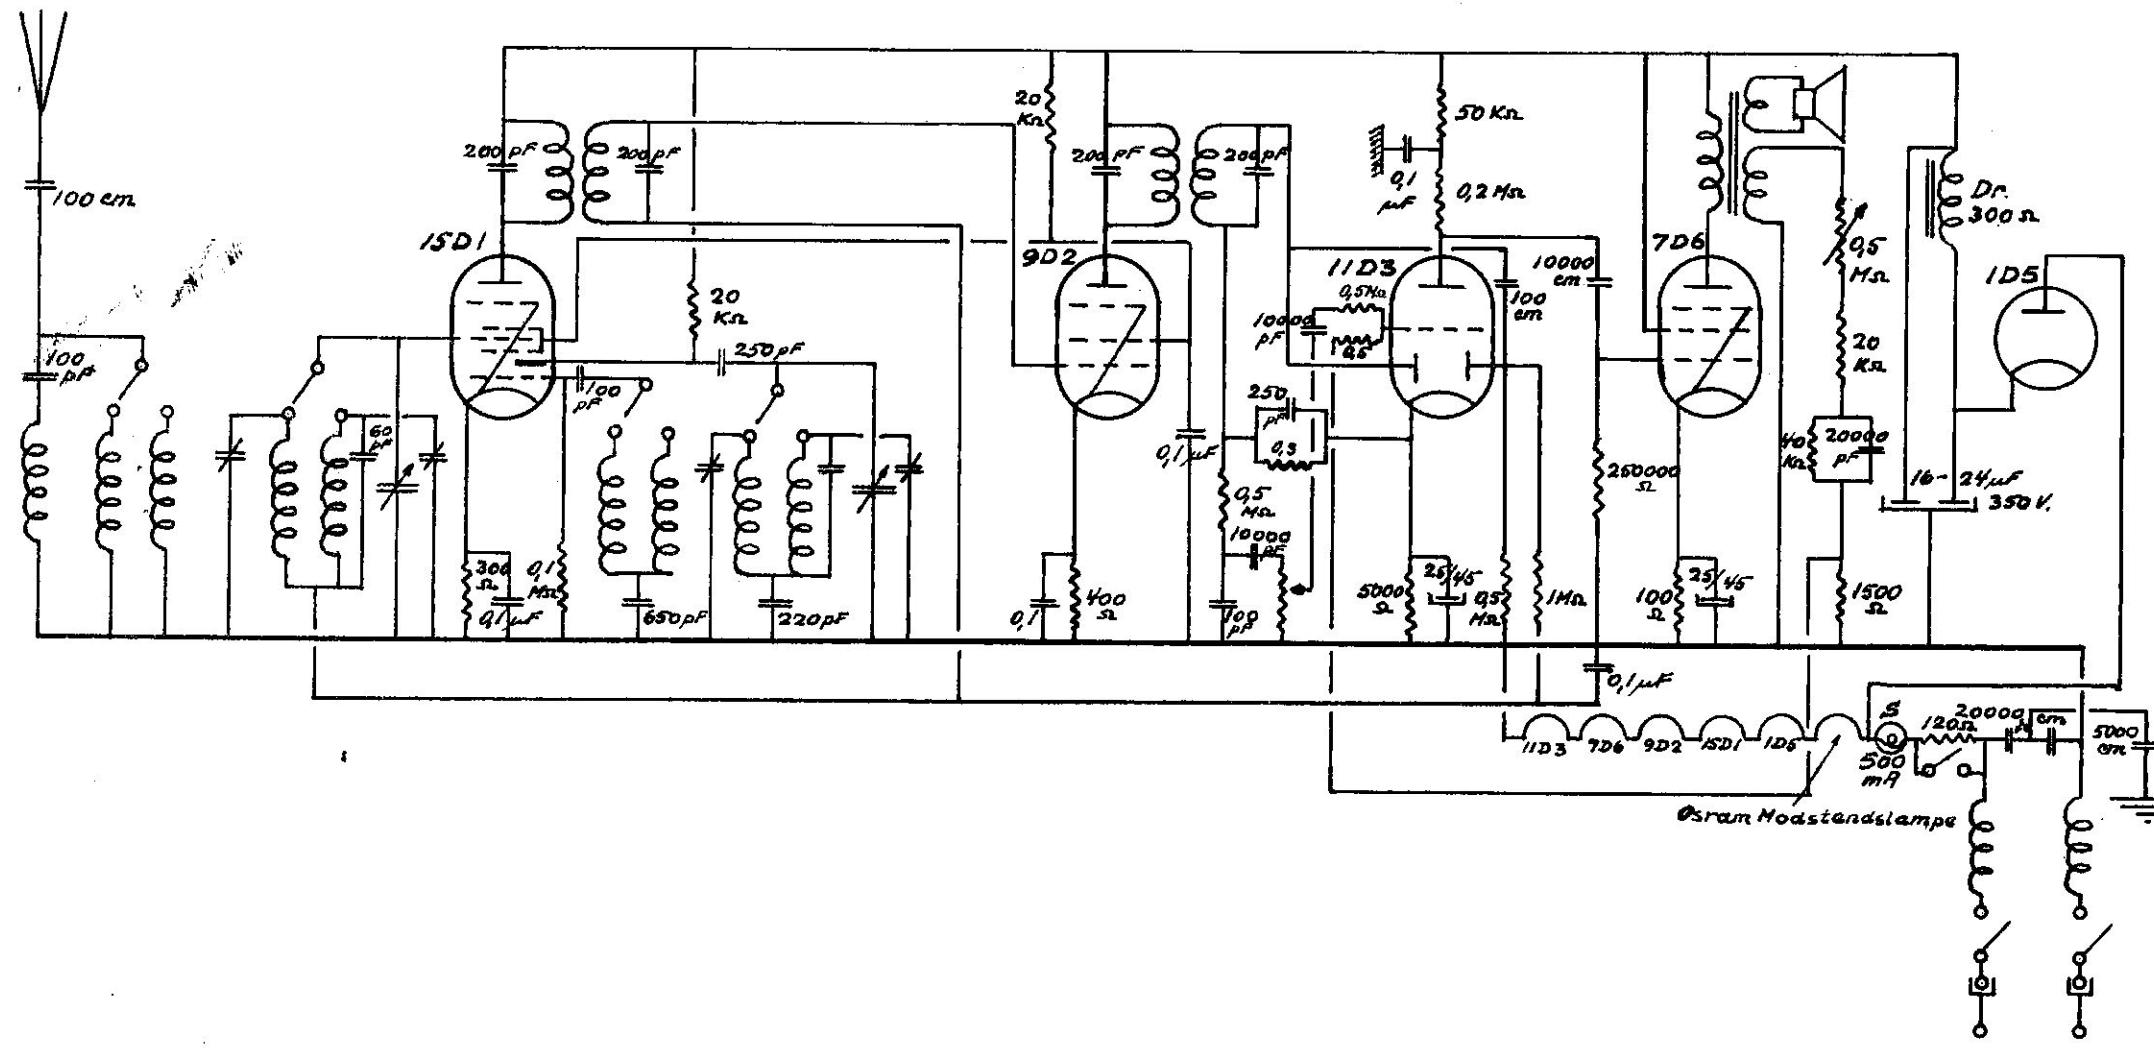 100 cm
100
pF
15D1
200 pF
200 pF
20
KΩ
250 pF
100
pF
60
pF
300
Ω
0,1 µF
0,1
MΩ
650 pF
220 pF
20
KΩ
9D2
200 pF
200 pF
0,1 µF
0,1
400
Ω
50 KΩ
0,1
µF
0,2 MΩ
11D3
0,5 MΩ
10000
pF
0,5
100
cm
250
pF
0,3
0,5
MΩ
10000
pF
100
pF
5000
Ω
25/45
0,5
MΩ
1 MΩ
10000
cm
250000
Ω
0,1 µF
7D6
100
Ω
25/45
0,5
MΩ
20
KΩ
40
KΩ
20000
pF
1500
Ω
Dr.
300 Ω
1D5
16 - 24 µF
350 V.
11D3
7D6
9D2
15D1
1D5
S
500
mA
120 Ω
20000
cm
5000
cm
Osram Modstandslampe